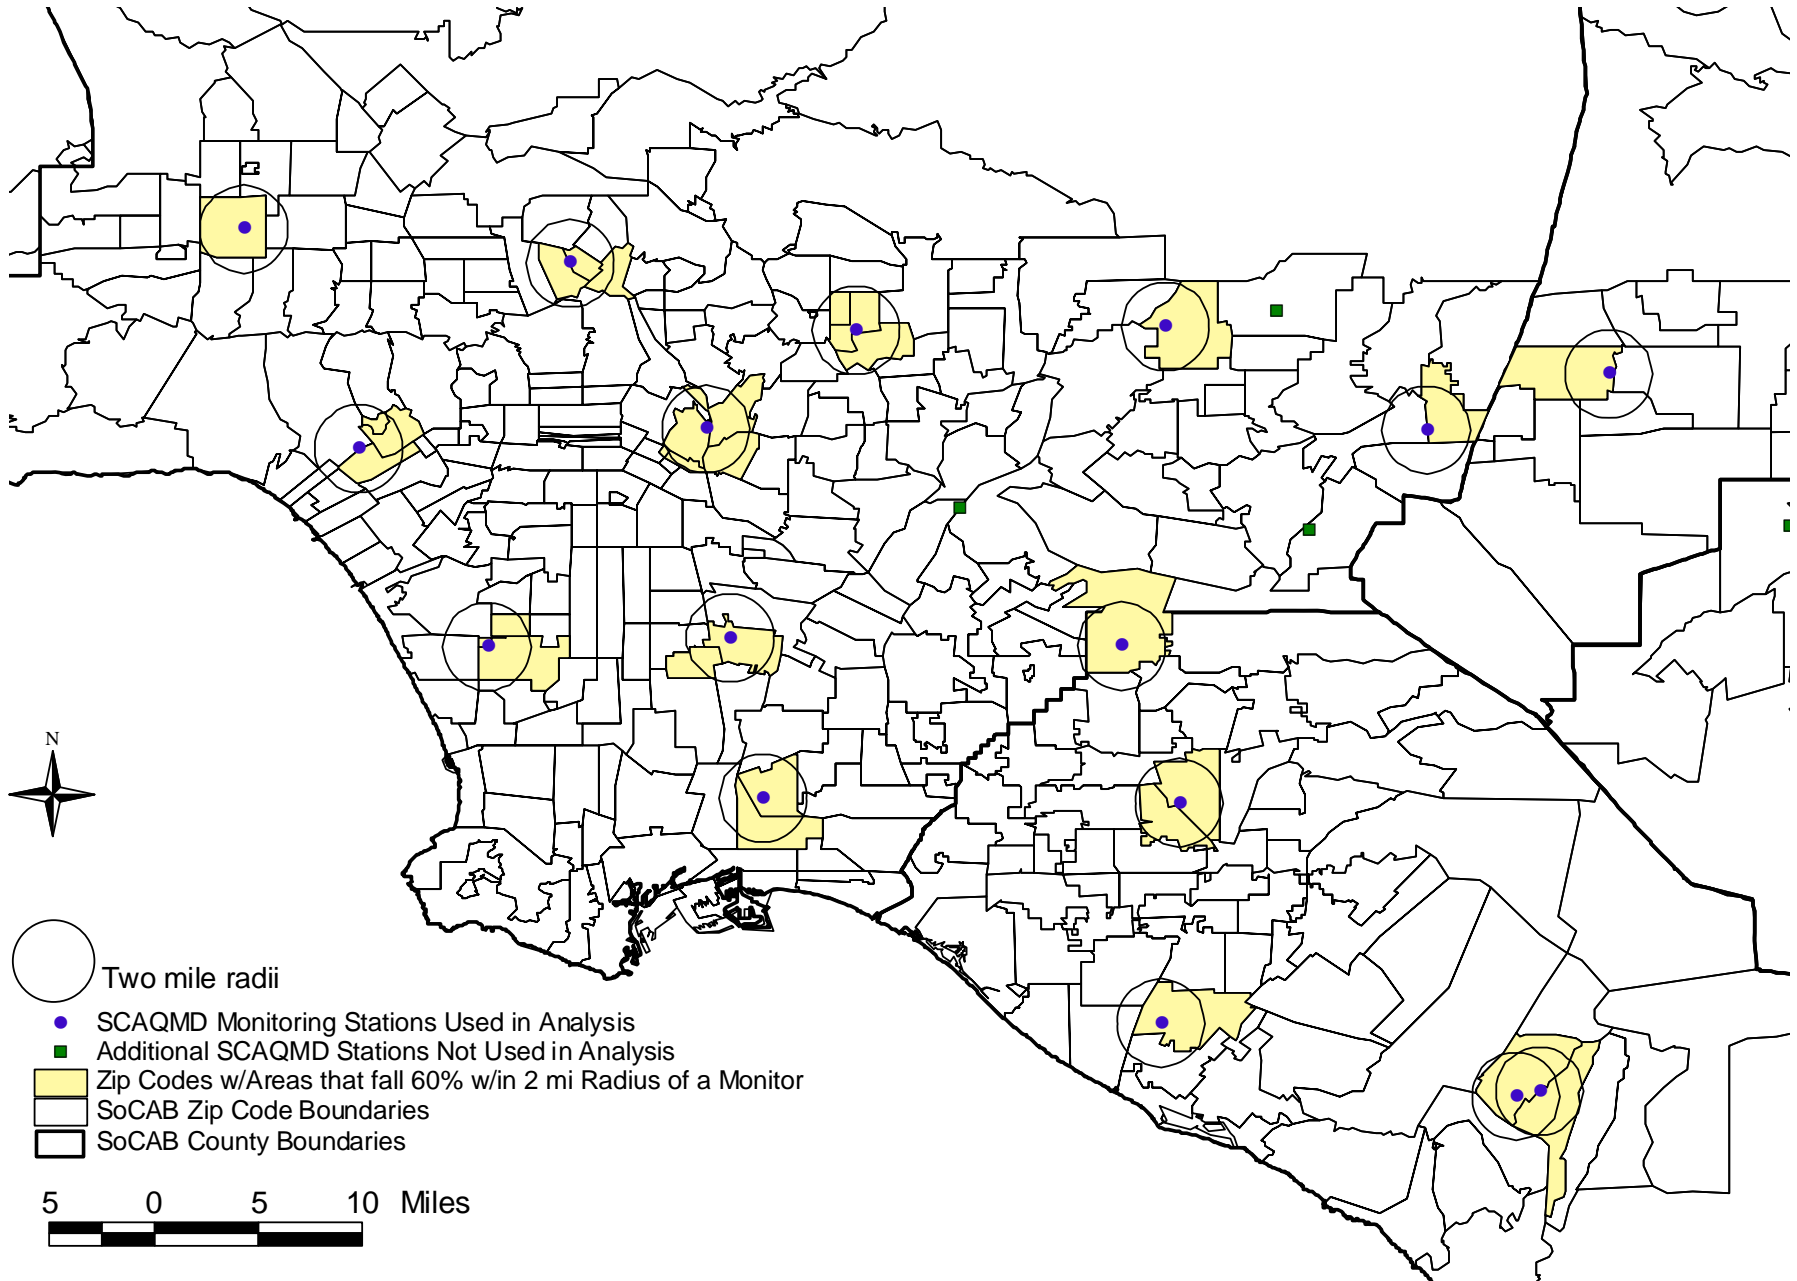 N
Two mile radii
SCAQMD Monitoring Stations Used in Analysis
Additional SCAQMD Stations Not Used in Analysis
Zip Codes w/Areas that fall 60% w/in 2 mi Radius of a Monitor
SoCAB Zip Code Boundaries
SoCAB County Boundaries
5 0 5 10 Miles